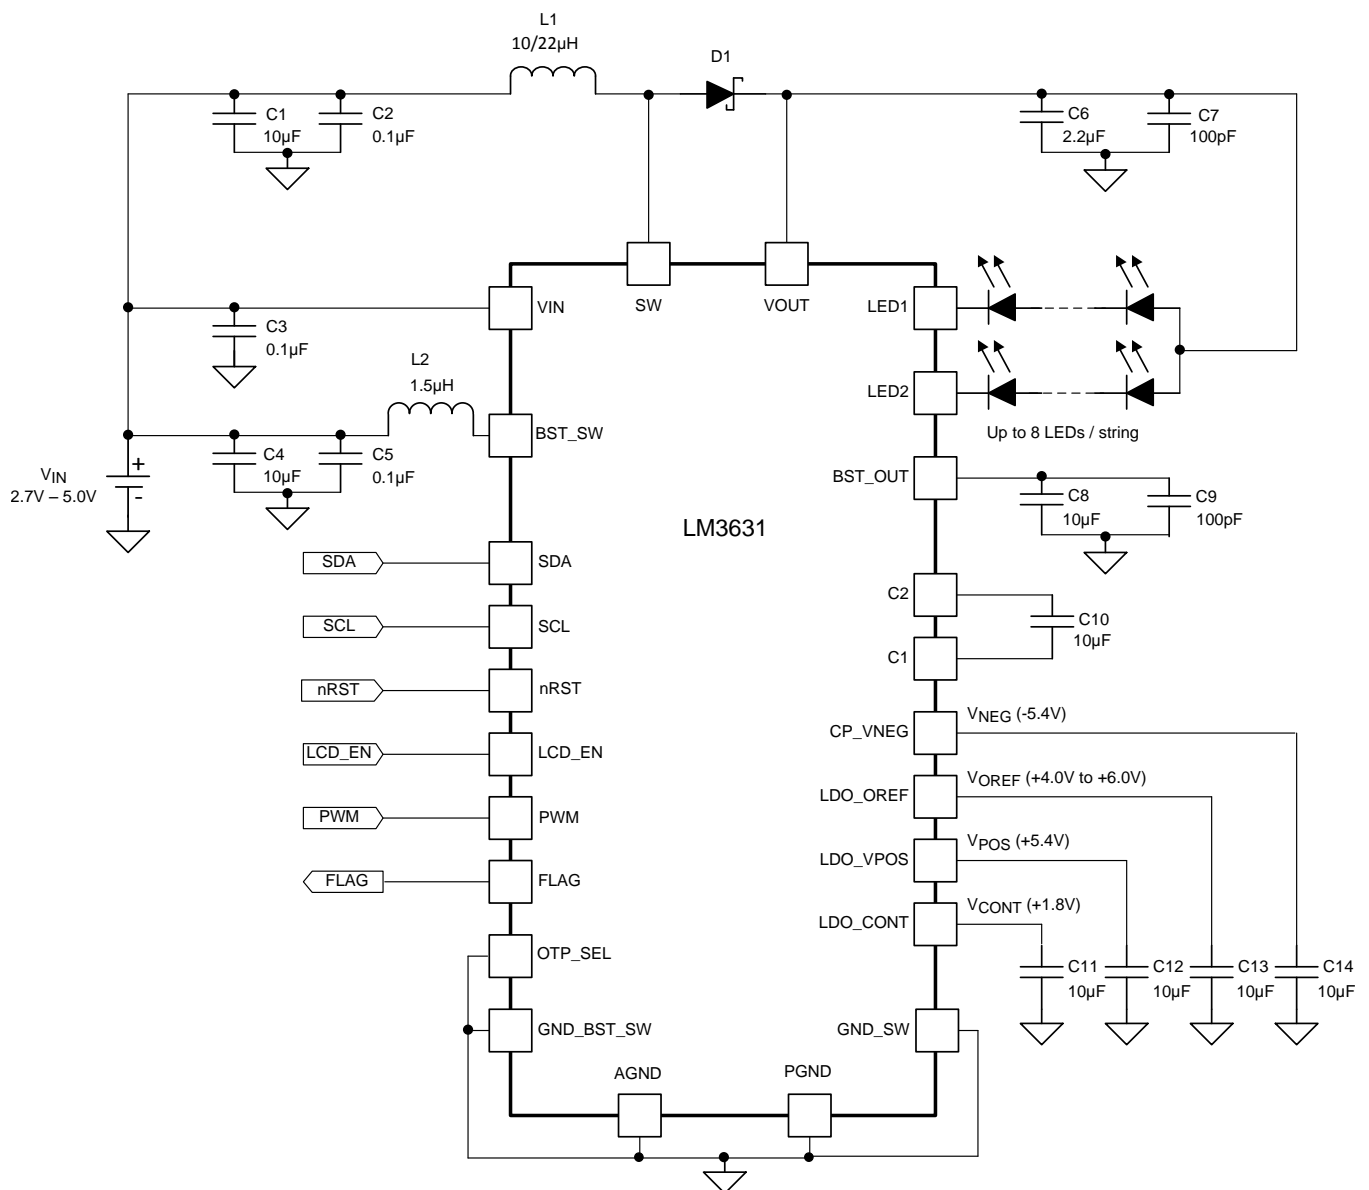 L1
10/22µH
D1
C1
10µF
C2
0.1µF
C6
2.2µF
C7
100pF
SW
VOUT
VIN
LED1
C3
0.1µF
L2
1.5µH
LED2
BST_SW
Up to 8 LEDs / string
C4
10µF
C5
0.1µF
VIN
2.7V – 5.0V
+
-
BST_OUT
C8
10µF
C9
100pF
LM3631
SDA
SDA
C2
C10
10µF
SCL
SCL
C1
nRST
nRST
CP_VNEG
VNEG (-5.4V)
LCD_EN
LCD_EN
LDO_OREF
VOREF (+4.0V to +6.0V)
PWM
PWM
LDO_VPOS
VPOS (+5.4V)
FLAG
FLAG
LDO_CONT
VCONT (+1.8V)
OTP_SEL
C11
10µF
C12
10µF
C13
10µF
C14
10µF
GND_BST_SW
GND_SW
AGND
PGND